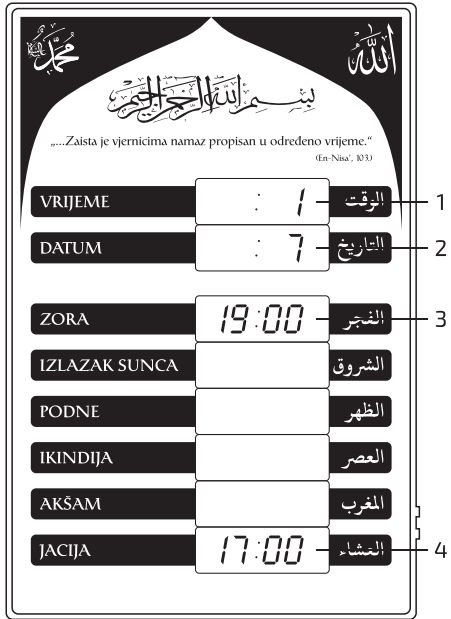 محمد الله
بسم الله الرحمن الرحيم
„...Zaista je vjernicima namaz propisan u određeno vrijeme.“
(En-Nisa’, 103.)
VRIJEME : 1 الوقت 1
DATUM : 7 التاريخ 2
ZORA 19:00 الفجر 3
IZLAZAK SUNCA الشروق
PODNE الظهر
IKINDIJA العصر
AKŠAM المغرب
JACIJA 17:00 العشاء 4